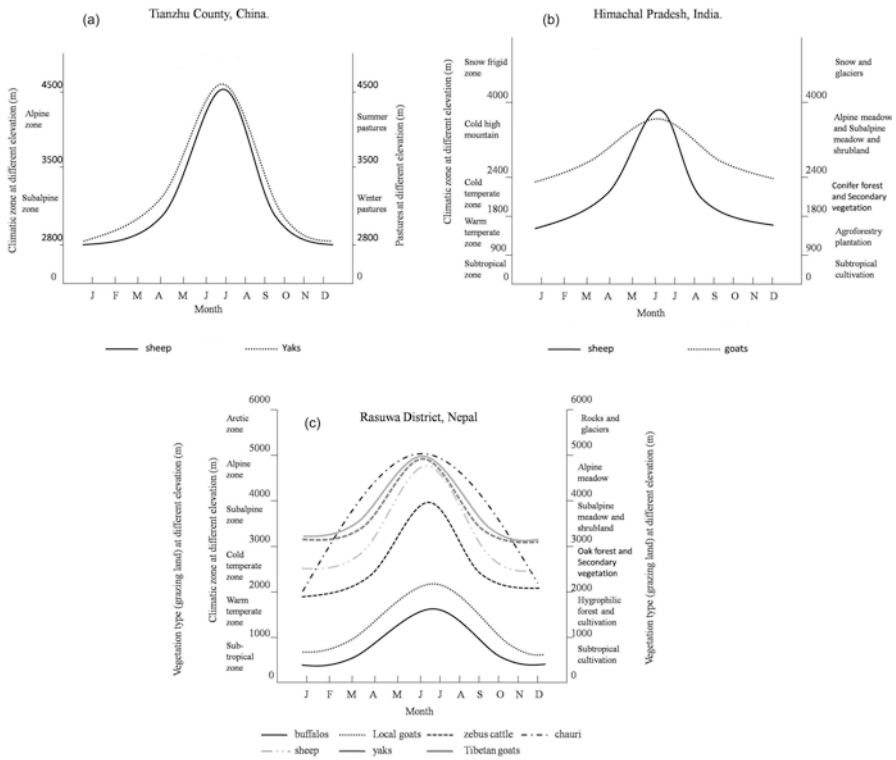 (a)
Tianzhu County, China.
Climatic zone at different elevation (m)
4500
Alpine
zone
3500
Subalpine
zone
2800
0
4500
Summer
pastures
3500
Winter
pastures
2800
0
Pastures at different elevation (m)
J F M A M J J A S O N D
Month
sheep Yaks
(b)
Himachal Pradesh, India.
Climatic zone at different elevation (m)
Snow frigid
zone
4000
Cold high
mountain
2400
Cold
temperate
zone
1800
Warm
temperate
zone
900
Subtropical
zone
0
Snow and
glaciers
4000
Alpine meadow
and Subalpine
meadow and
shrubland
2400
Conifer forest
and Secondary
vegetation
1800
Agroforestry
plantation
900
Subtropical
cultivation
0
J F M A M J J A S O N D
Month
sheep goats
(c)
Rasuwa District, Nepal
Vegetation type (grazing land) at different elevation (m)
Climatic zone at different elevation (m)
6000
Arctic
zone
5000
Alpine
zone
4000
Subalpine
zone
3000
Cold
temperate
zone
2000
Warm
temperate
zone
1000
Sub-
tropical
zone
0
6000
Rocks and
glaciers
5000
Alpine
meadow
4000
Subalpine
meadow and
shrubland
3000
Oak forest and
Secondary
vegetation
2000
Hygrophilic
forest and
cultivation
1000
Subtropical
cultivation
0
Vegetation type (grazing land) at different elevation (m)
J F M A M J J A S O N D
Month
buffalos Local goats zebus cattle chauri
sheep yaks Tibetan goats